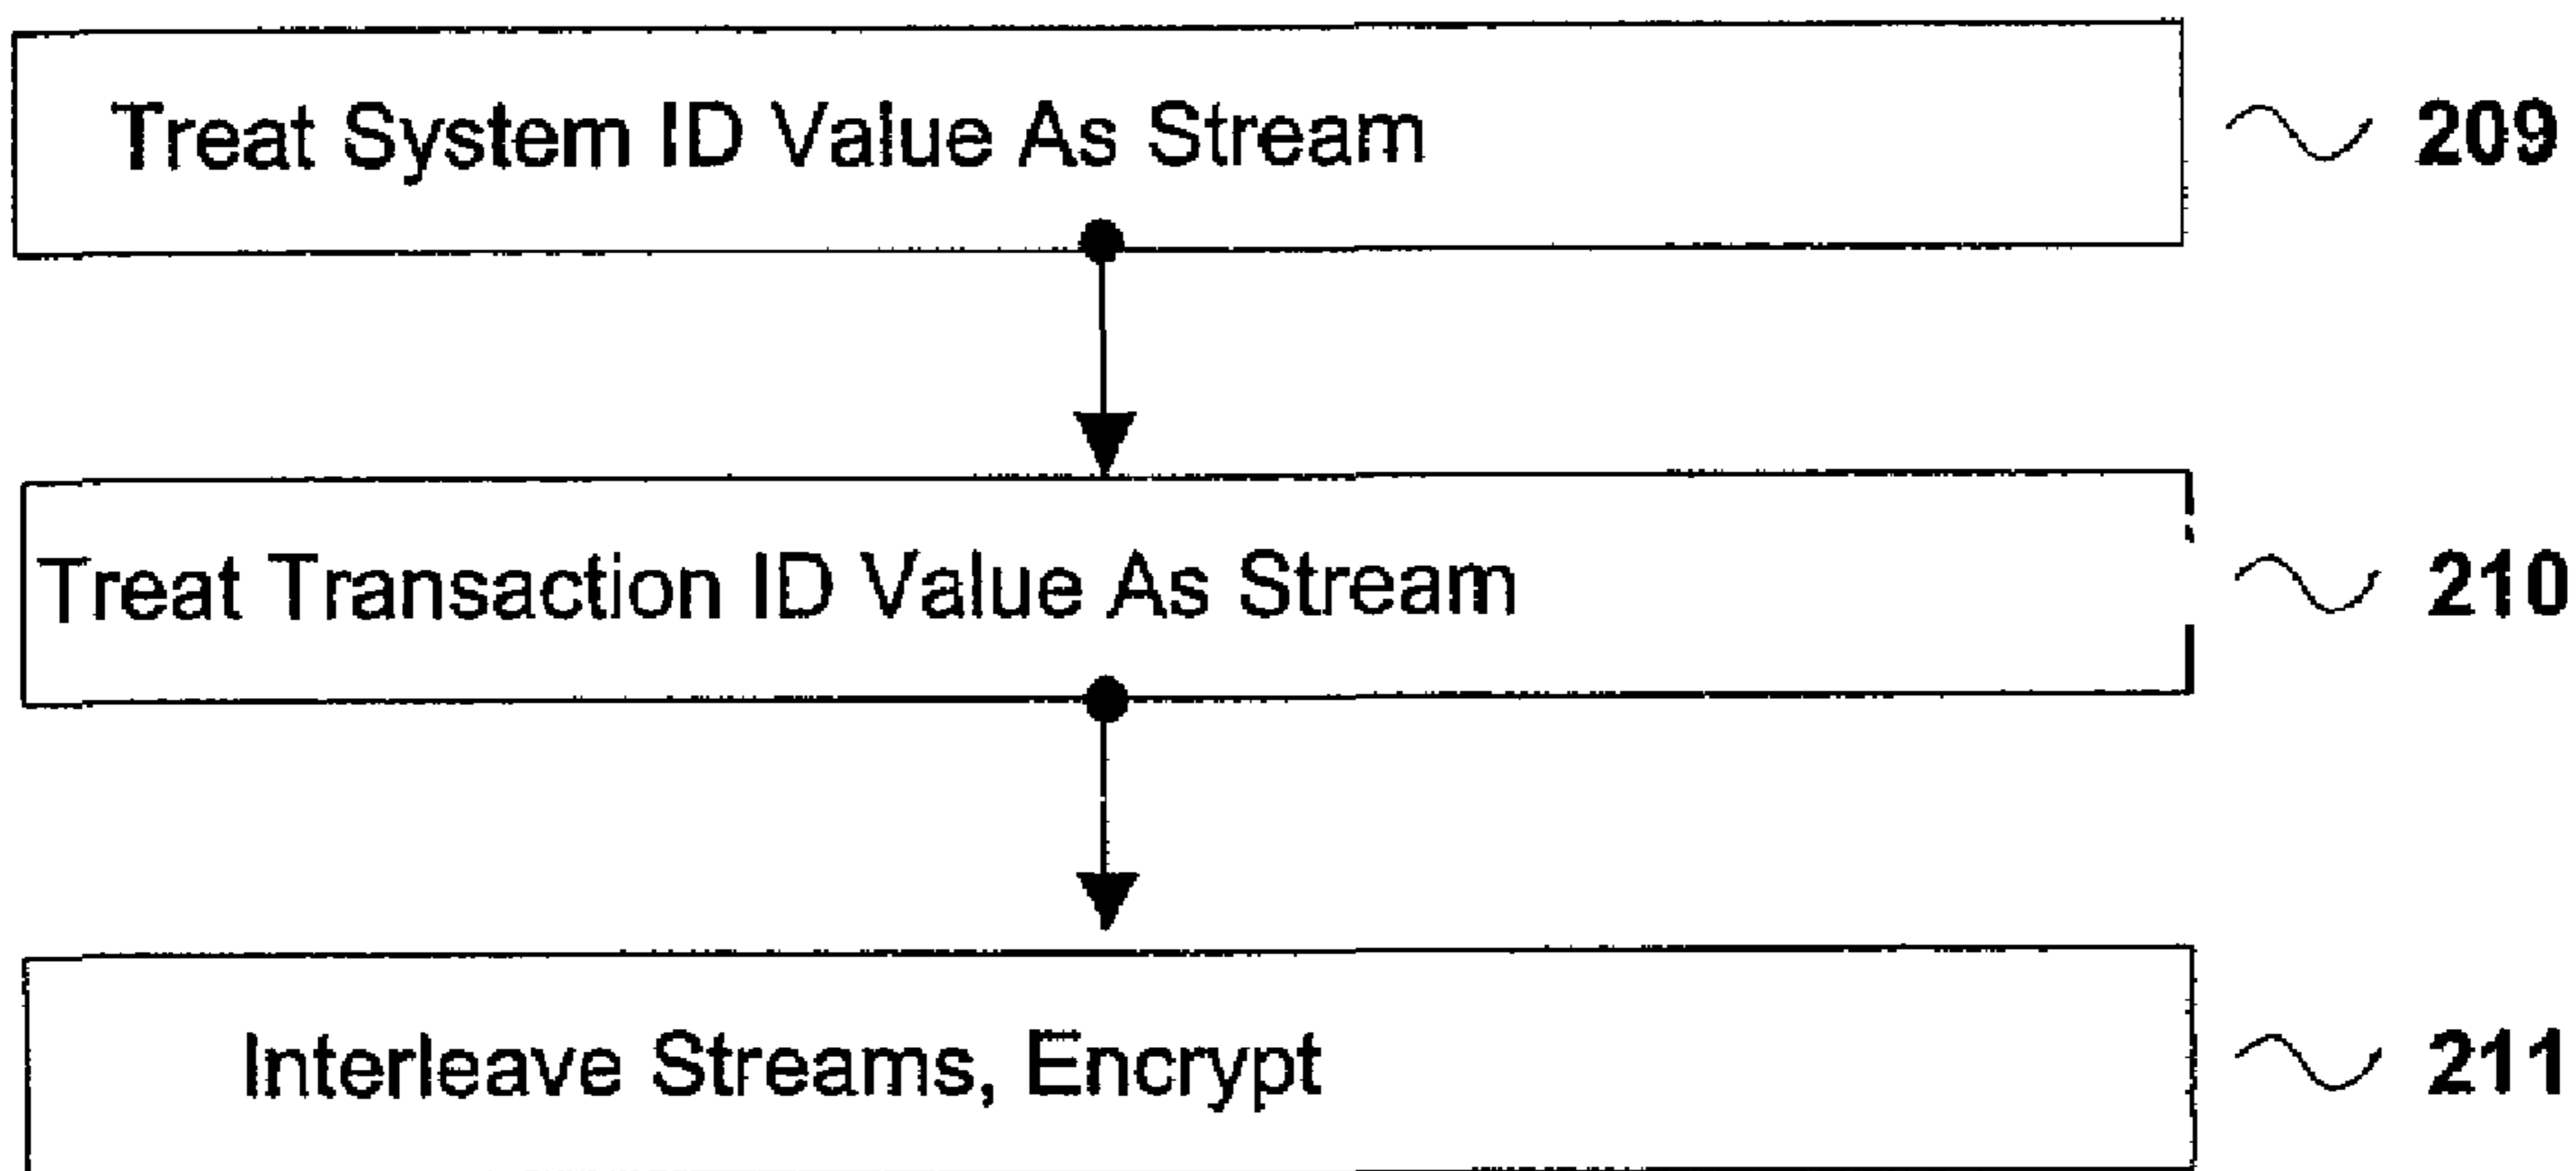 Treat System ID Value As Stream 209
Treat Transaction ID Value As Stream 210
Interleave Streams, Encrypt 211